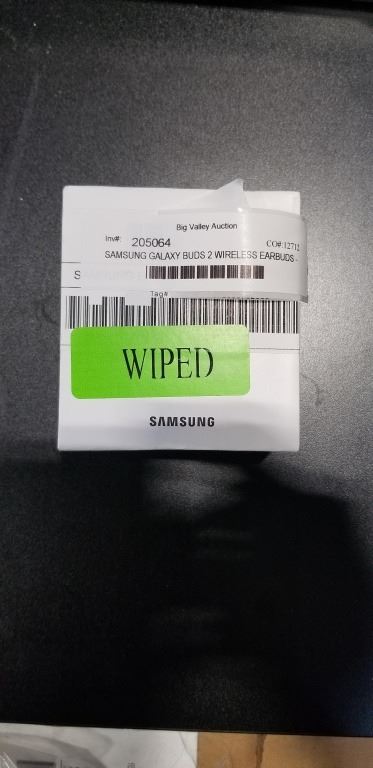 Big Valley Auction
Inv#: 205064 CO#:12712
SAMSUNG GALAXY BUDS 2 WIRELESS EARBUDS -
Tag#
WIPED
SAMSUNG